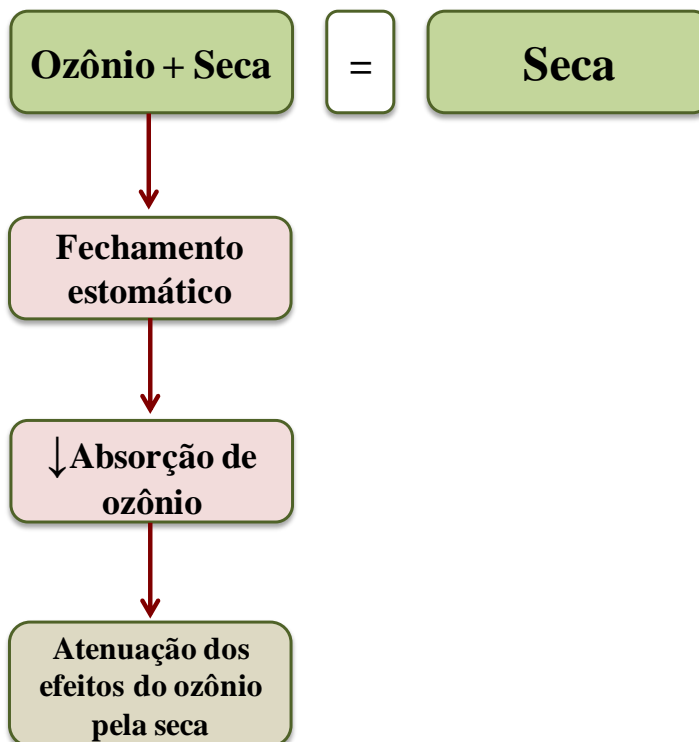 Ozônio + Seca
=
Seca
Fechamento
estomático
↓Absorção de
ozônio
Atenuação dos
efeitos do ozônio
pela seca